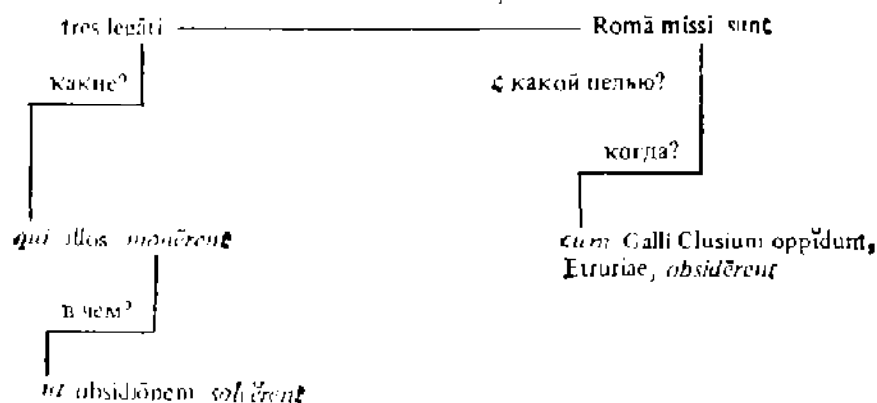 tres legāti Romā missi sunt
какие? с какой целью?
когда?
qui illos monērent cum Galli Clusium oppĭdum,
Etruriae, obsidērent
в чем?
ut obsidiōnem solvĕrent